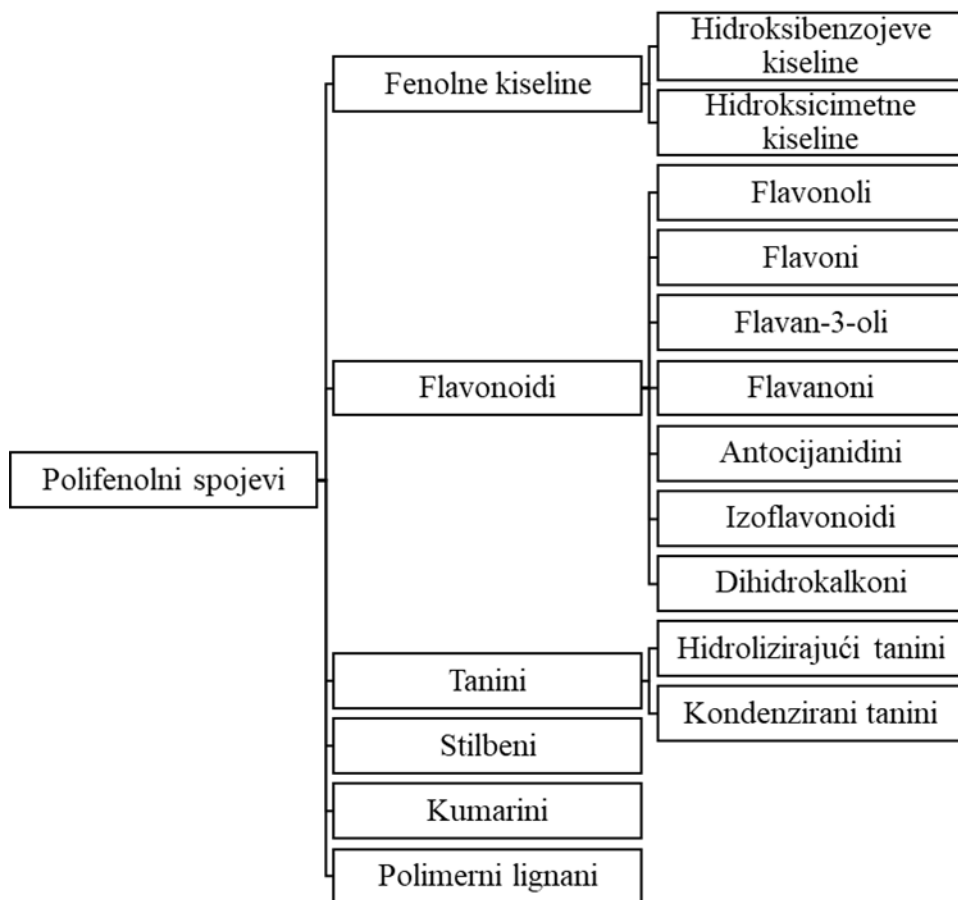 Polifenolni spojevi
Fenolne kiseline
Hidroksibenzojeve
kiseline
Hidroksicimetne
kiseline
Flavonoidi
Flavonoli
Flavoni
Flavan-3-oli
Flavanoni
Antocijanidini
Izoflavonoidi
Dihidrokalkoni
Tanini
Hidrolizirajući tanini
Kondenzirani tanini
Stilbeni
Kumarini
Polimerni lignani